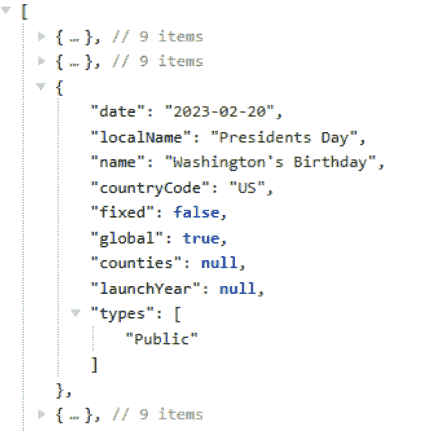 [
{ … }, // 9 items
{ … }, // 9 items
{
"date": "2023-02-20",
"localName": "Presidents Day",
"name": "Washington's Birthday",
"countryCode": "US",
"fixed": false,
"global": true,
"counties": null,
"launchYear": null,
"types": [
"Public"
]
},
{ … }, // 9 items